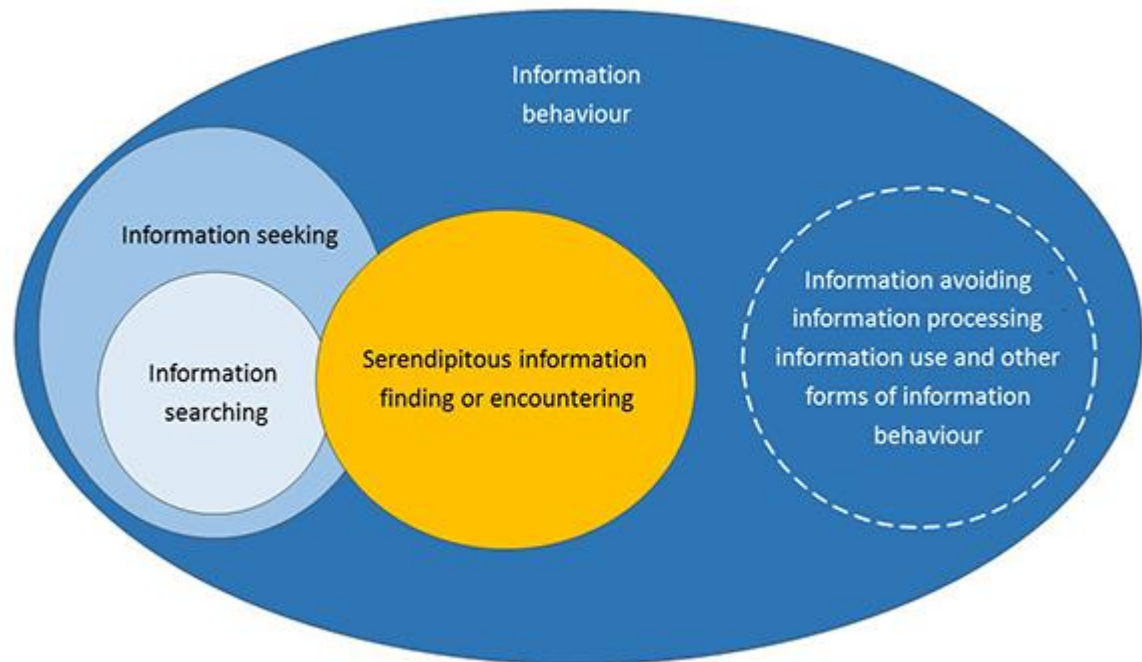 Information
behaviour
Information seeking
Information
searching
Serendipitous information
finding or encountering
Information avoiding
information processing
information use and other
forms of information
behaviour